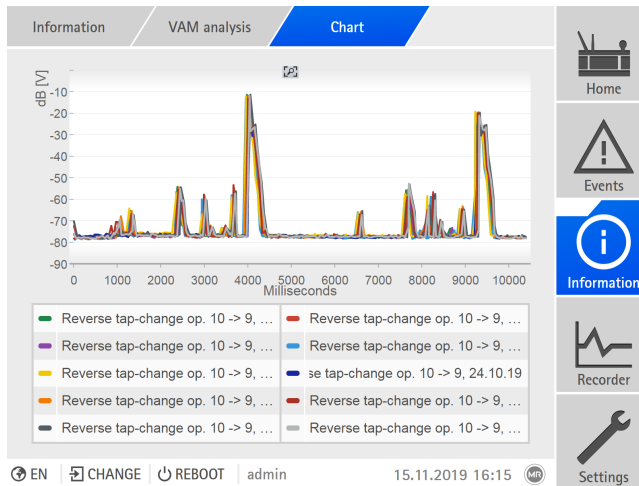 Information
VAM analysis
Chart
Home
Events
Information
Recorder
Settings
dB [V]
-10
-20
-30
-40
-50
-60
-70
-80
-90
0 1000 2000 3000 4000 5000 6000 7000 8000 9000 10000
Milliseconds
Reverse tap-change op. 10 -> 9, ... Reverse tap-change op. 10 -> 9, ...
Reverse tap-change op. 10 -> 9, ... Reverse tap-change op. 10 -> 9, ...
Reverse tap-change op. 10 -> 9, ... se tap-change op. 10 -> 9, 24.10.19
Reverse tap-change op. 10 -> 9, ... Reverse tap-change op. 10 -> 9, ...
Reverse tap-change op. 10 -> 9, ... Reverse tap-change op. 10 -> 9, ...
EN CHANGE REBOOT admin 15.11.2019 16:15 MR